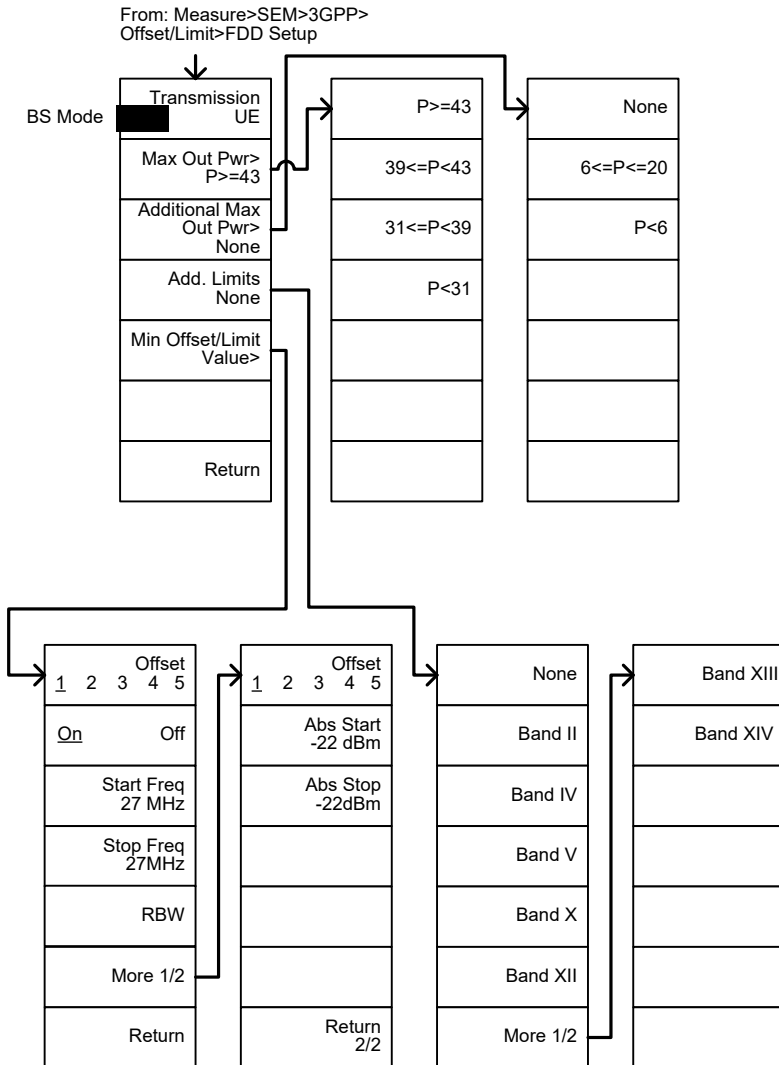 From: Measure>SEM>3GPP>
Offset/Limit>FDD Setup
BS Mode
Transmission
UE
Max Out Pwr>
P>=43
Additional Max
Out Pwr>
None
Add. Limits
None
Min Offset/Limit
Value>
Return
P>=43
39<=P<43
31<=P<39
P<31
None
6<=P<=20
P<6
Offset
1 2 3 4 5
On Off
Start Freq
27 MHz
Stop Freq
27MHz
RBW
More 1/2
Return
Offset
1 2 3 4 5
Abs Start
-22 dBm
Abs Stop
-22dBm
Return
2/2
None
Band II
Band IV
Band V
Band X
Band XII
More 1/2
Band XIII
Band XIV